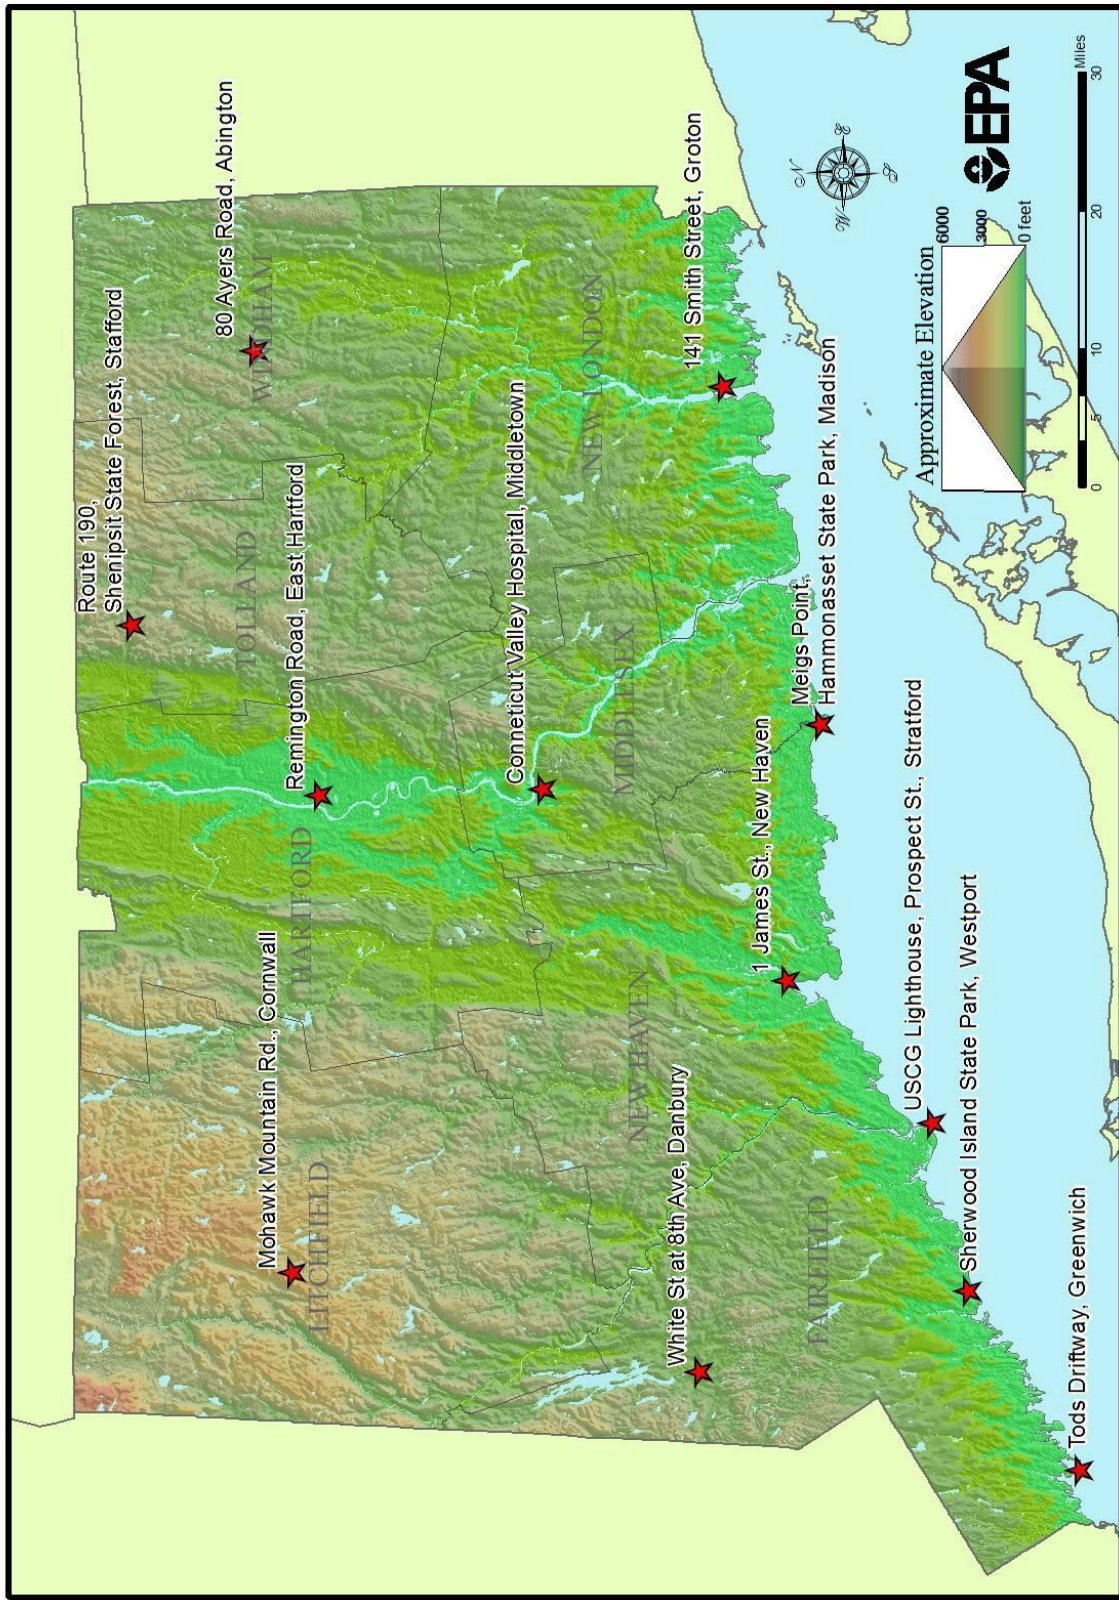 Route 190,
Shenipsit State Forest, Stafford
80 Ayers Road, Abington
WINDHAM
TOLLAND
Mohawk Mountain Rd., Cornwall
LITCHFIELD
HARTFORD
Remington Road, East Hartford
Conneticut Valley Hospital, Middletown
NEW LONDON
MIDDLESEX
NEW HAVEN
White St at 8th Ave, Danbury
141 Smith Street, Groton
1 James St., New Haven
Meigs Point,
Hammonasset State Park, Madison
FAIRFIELD
USCG Lighthouse, Prospect St., Stratford
Sherwood Island State Park, Westport
Tods Driftway, Greenwich
N
W
E
S
Approximate Elevation
6000
3000
0 feet
EPA
0 5 10 20 30
Miles